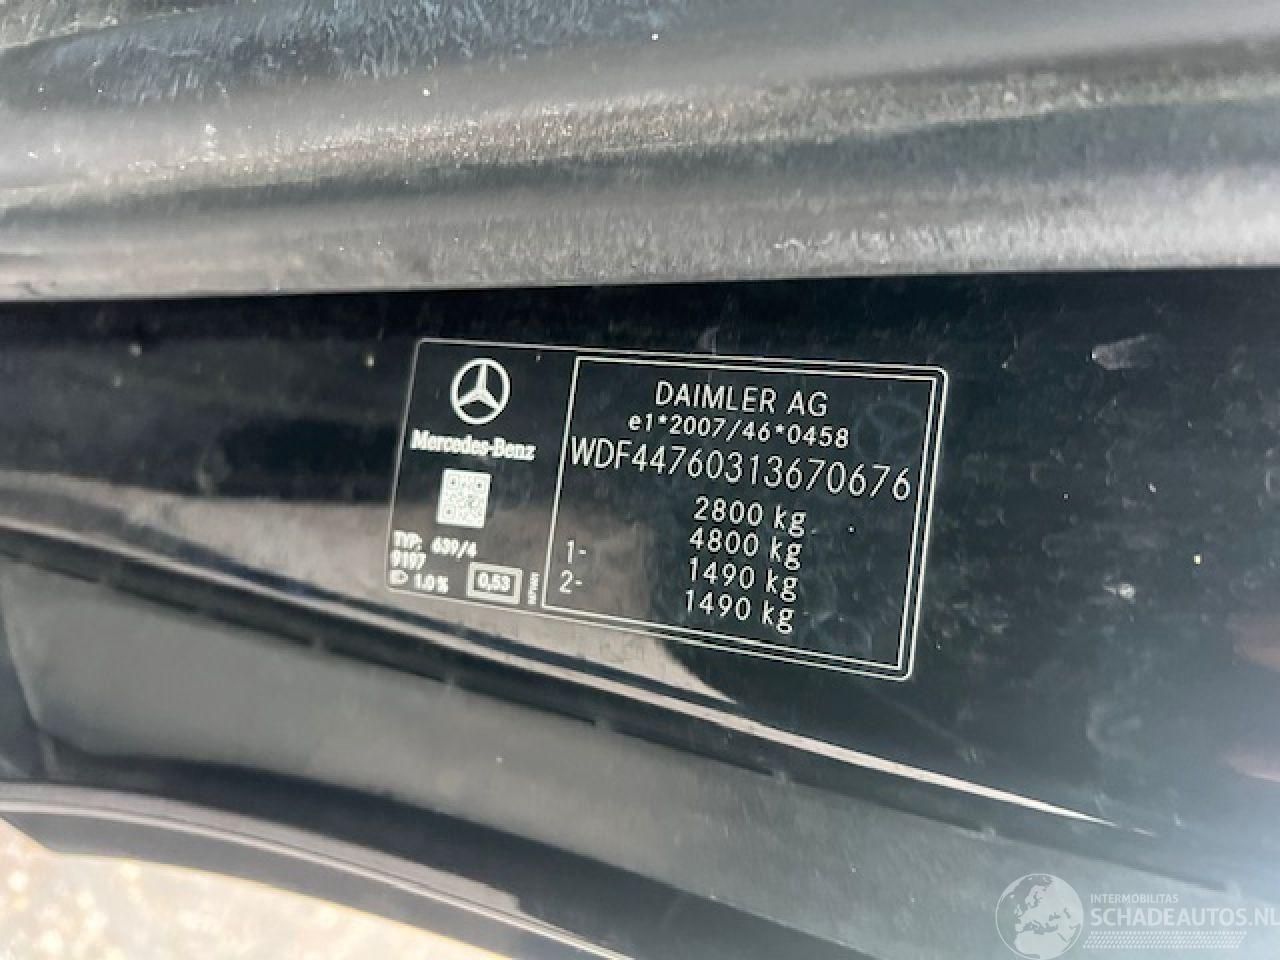 Mercedes-Benz
TYP: 639/4
9197
1.0%
0,53
DAIMLER AG
e1*2007/46*0458
WDF44760313670676
2800 kg
4800 kg
1- 1490 kg
2- 1490 kg
INTERMOBILITAS
SCHADEAUTOS.NL